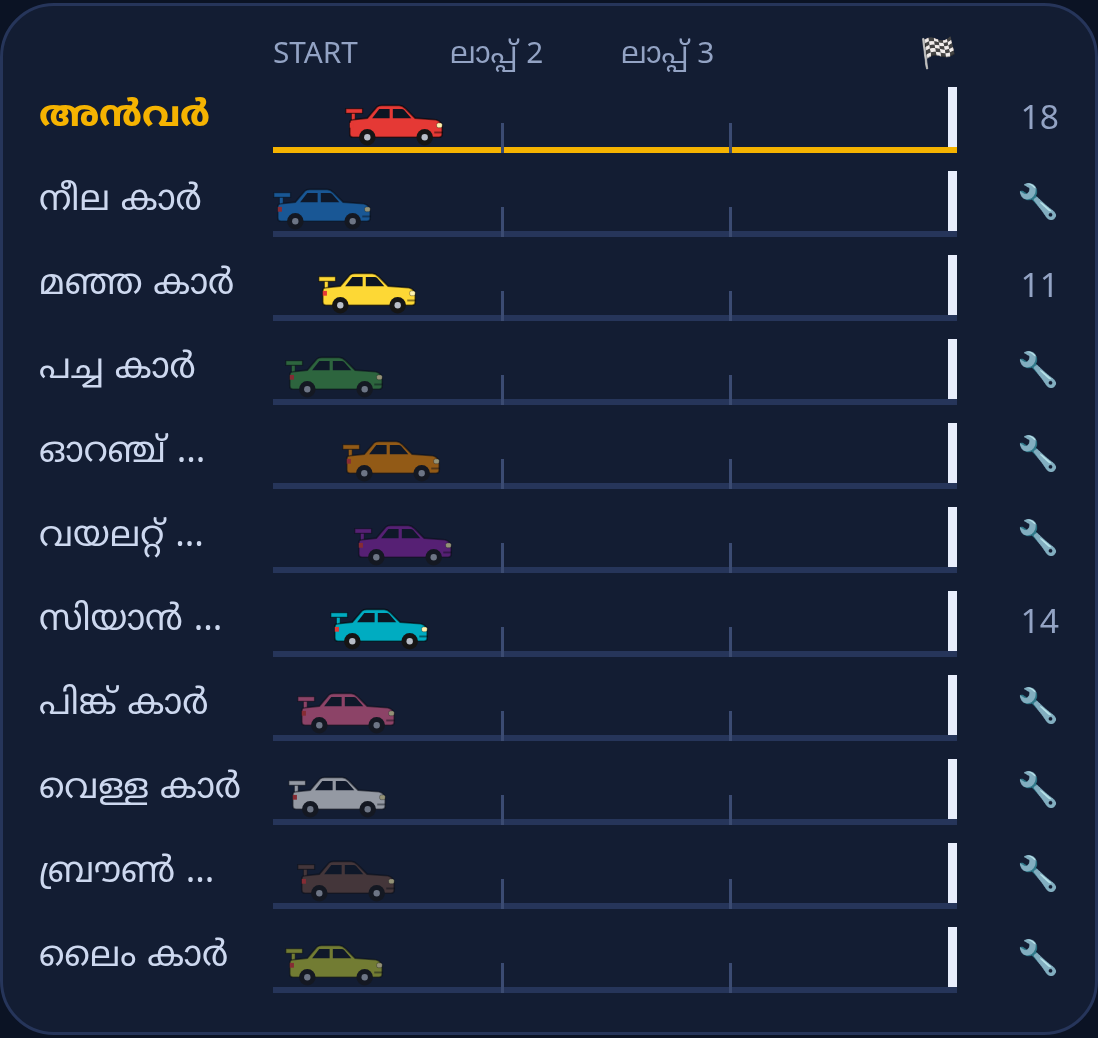 START ലാപ്പ് 2 ലാപ്പ് 3
അൻവർ 18
നീല കാർ
മഞ്ഞ കാർ 11
പച്ച കാർ
ഓറഞ്ച് ...
വയലറ്റ് ...
സിയാൻ ... 14
പിങ്ക് കാർ
വെള്ള കാർ
ബ്രൗൺ ...
ലൈം കാർ